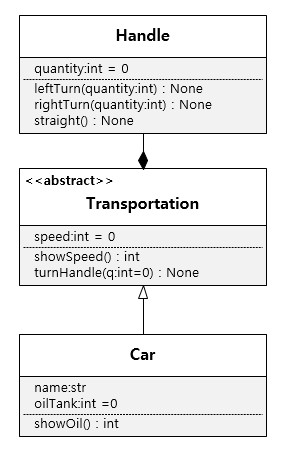 Handle
quantity:int = 0
leftTurn(quantity:int) : None
rightTurn(quantity:int) : None
straight() : None
<<abstract>>
Transportation
speed:int = 0
showSpeed() : int
turnHandle(q:int=0) : None
Car
name:str
oilTank:int =0
showOil() : int